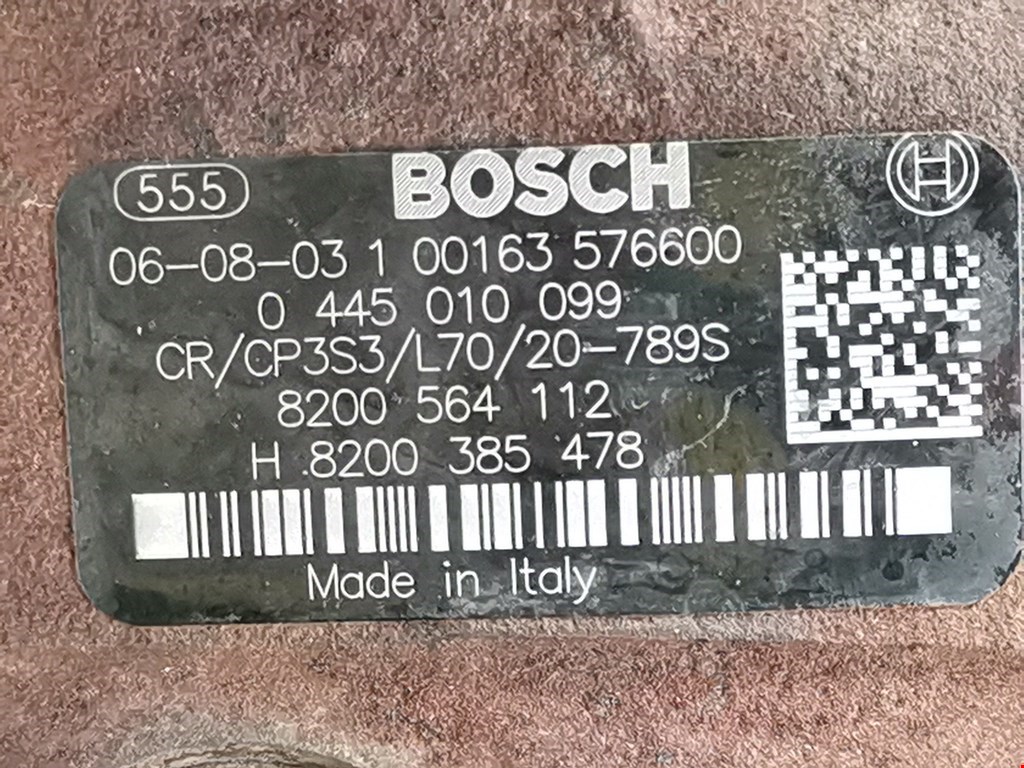 555 BOSCH
06-08-03 1 00163 576600
0 445 010 099
CR/CP3S3/L70/20-789S
8200 564 112
H 8200 385 478
Made in Italy